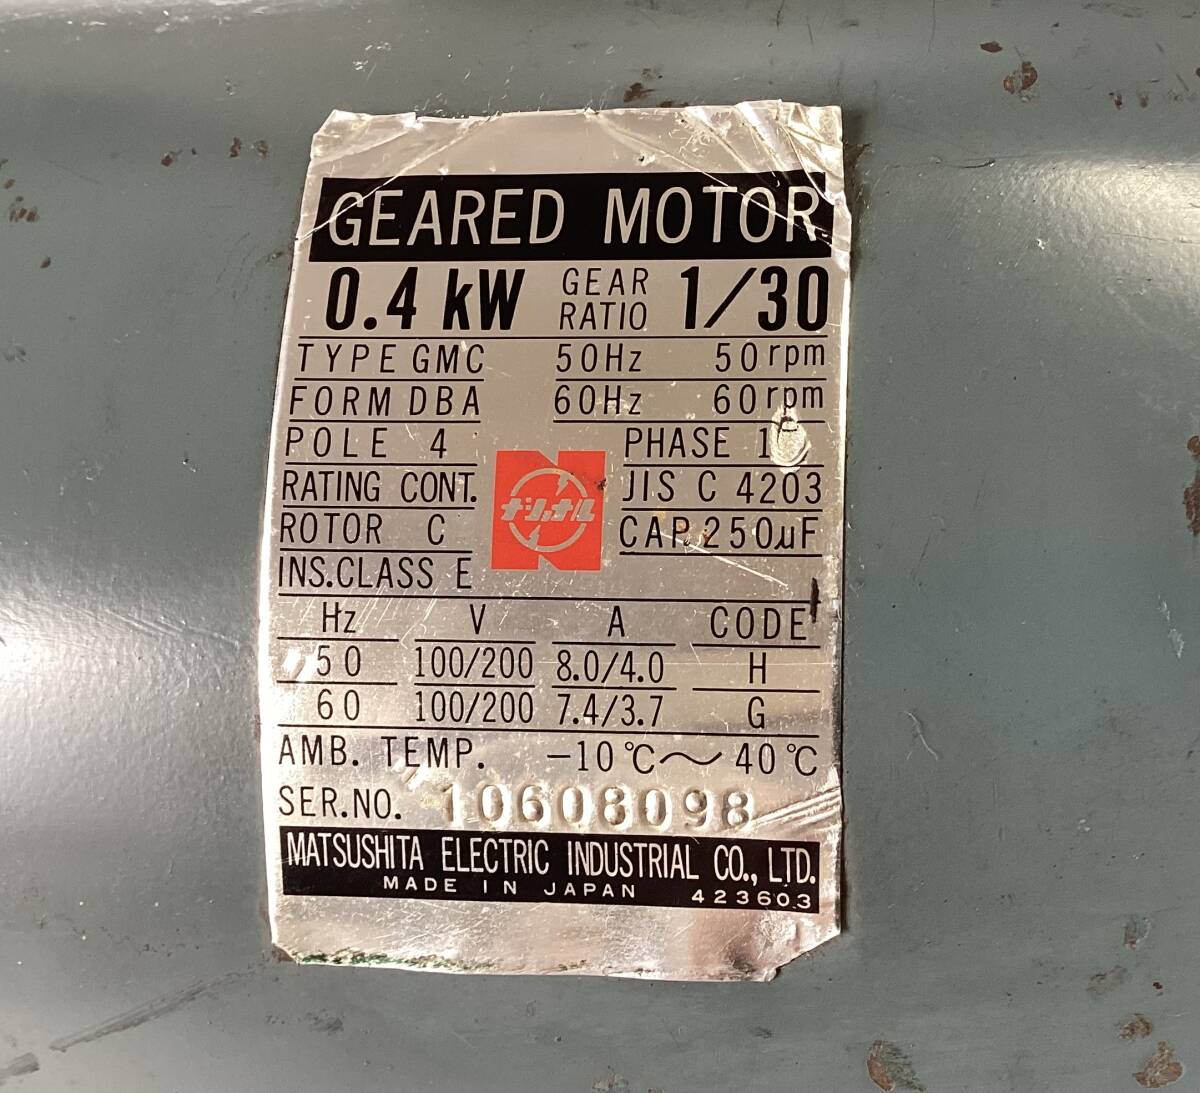 GEARED MOTOR
0.4 kW GEAR RATIO 1/30
TYPE GMC 50Hz 50rpm
FORM DBA 60Hz 60rpm
POLE 4 PHASE 1
RATING CONT. JIS C 4203
ROTOR C CAP. 250μF
INS.CLASS E
ナショナル
Hz V A CODE
50 100/200 8.0/4.0 H
60 100/200 7.4/3.7 G
AMB. TEMP. -10℃～40℃
SER.NO. 10608098
MATSUSHITA ELECTRIC INDUSTRIAL CO., LTD.
MADE IN JAPAN 423603